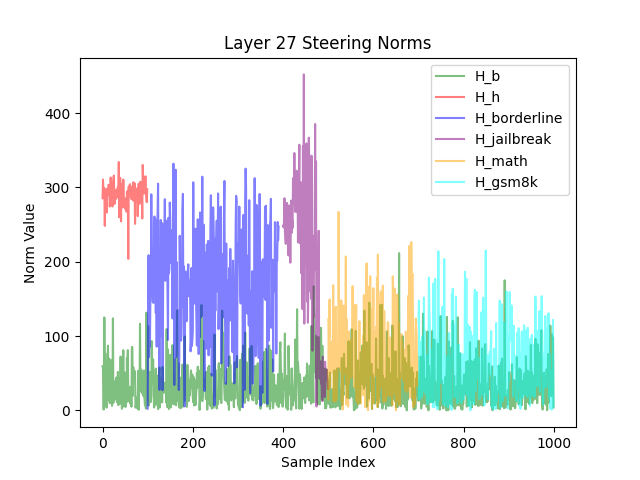 Layer 27 Steering Norms
H_b
H_h
H_borderline
H_jailbreak
H_math
H_gsm8k
Norm Value
400
300
200
100
0
0
200
400
600
800
1000
Sample Index